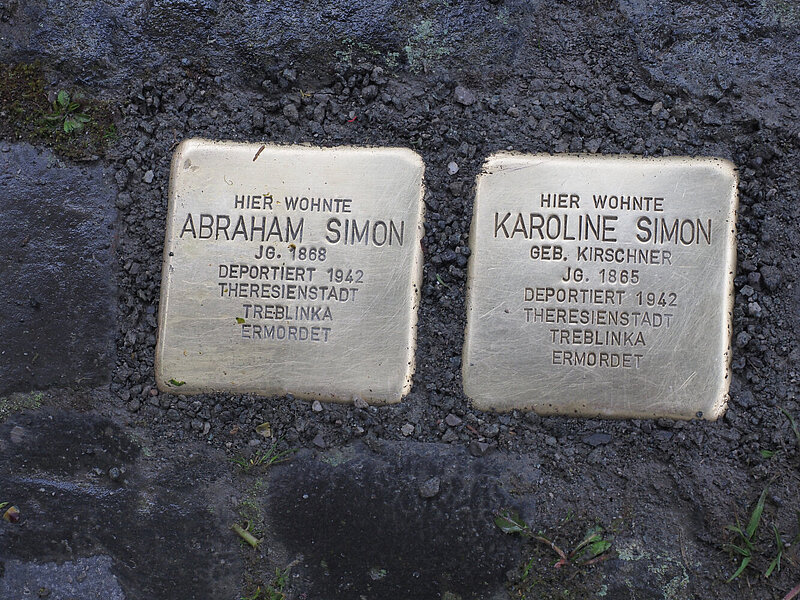 HIER WOHNTE
ABRAHAM SIMON
JG. 1868
DEPORTIERT 1942
THERESIENSTADT
TREBLINKA
ERMORDET
HIER WOHNTE
KAROLINE SIMON
GEB. KIRSCHNER
JG. 1865
DEPORTIERT 1942
THERESIENSTADT
TREBLINKA
ERMORDET